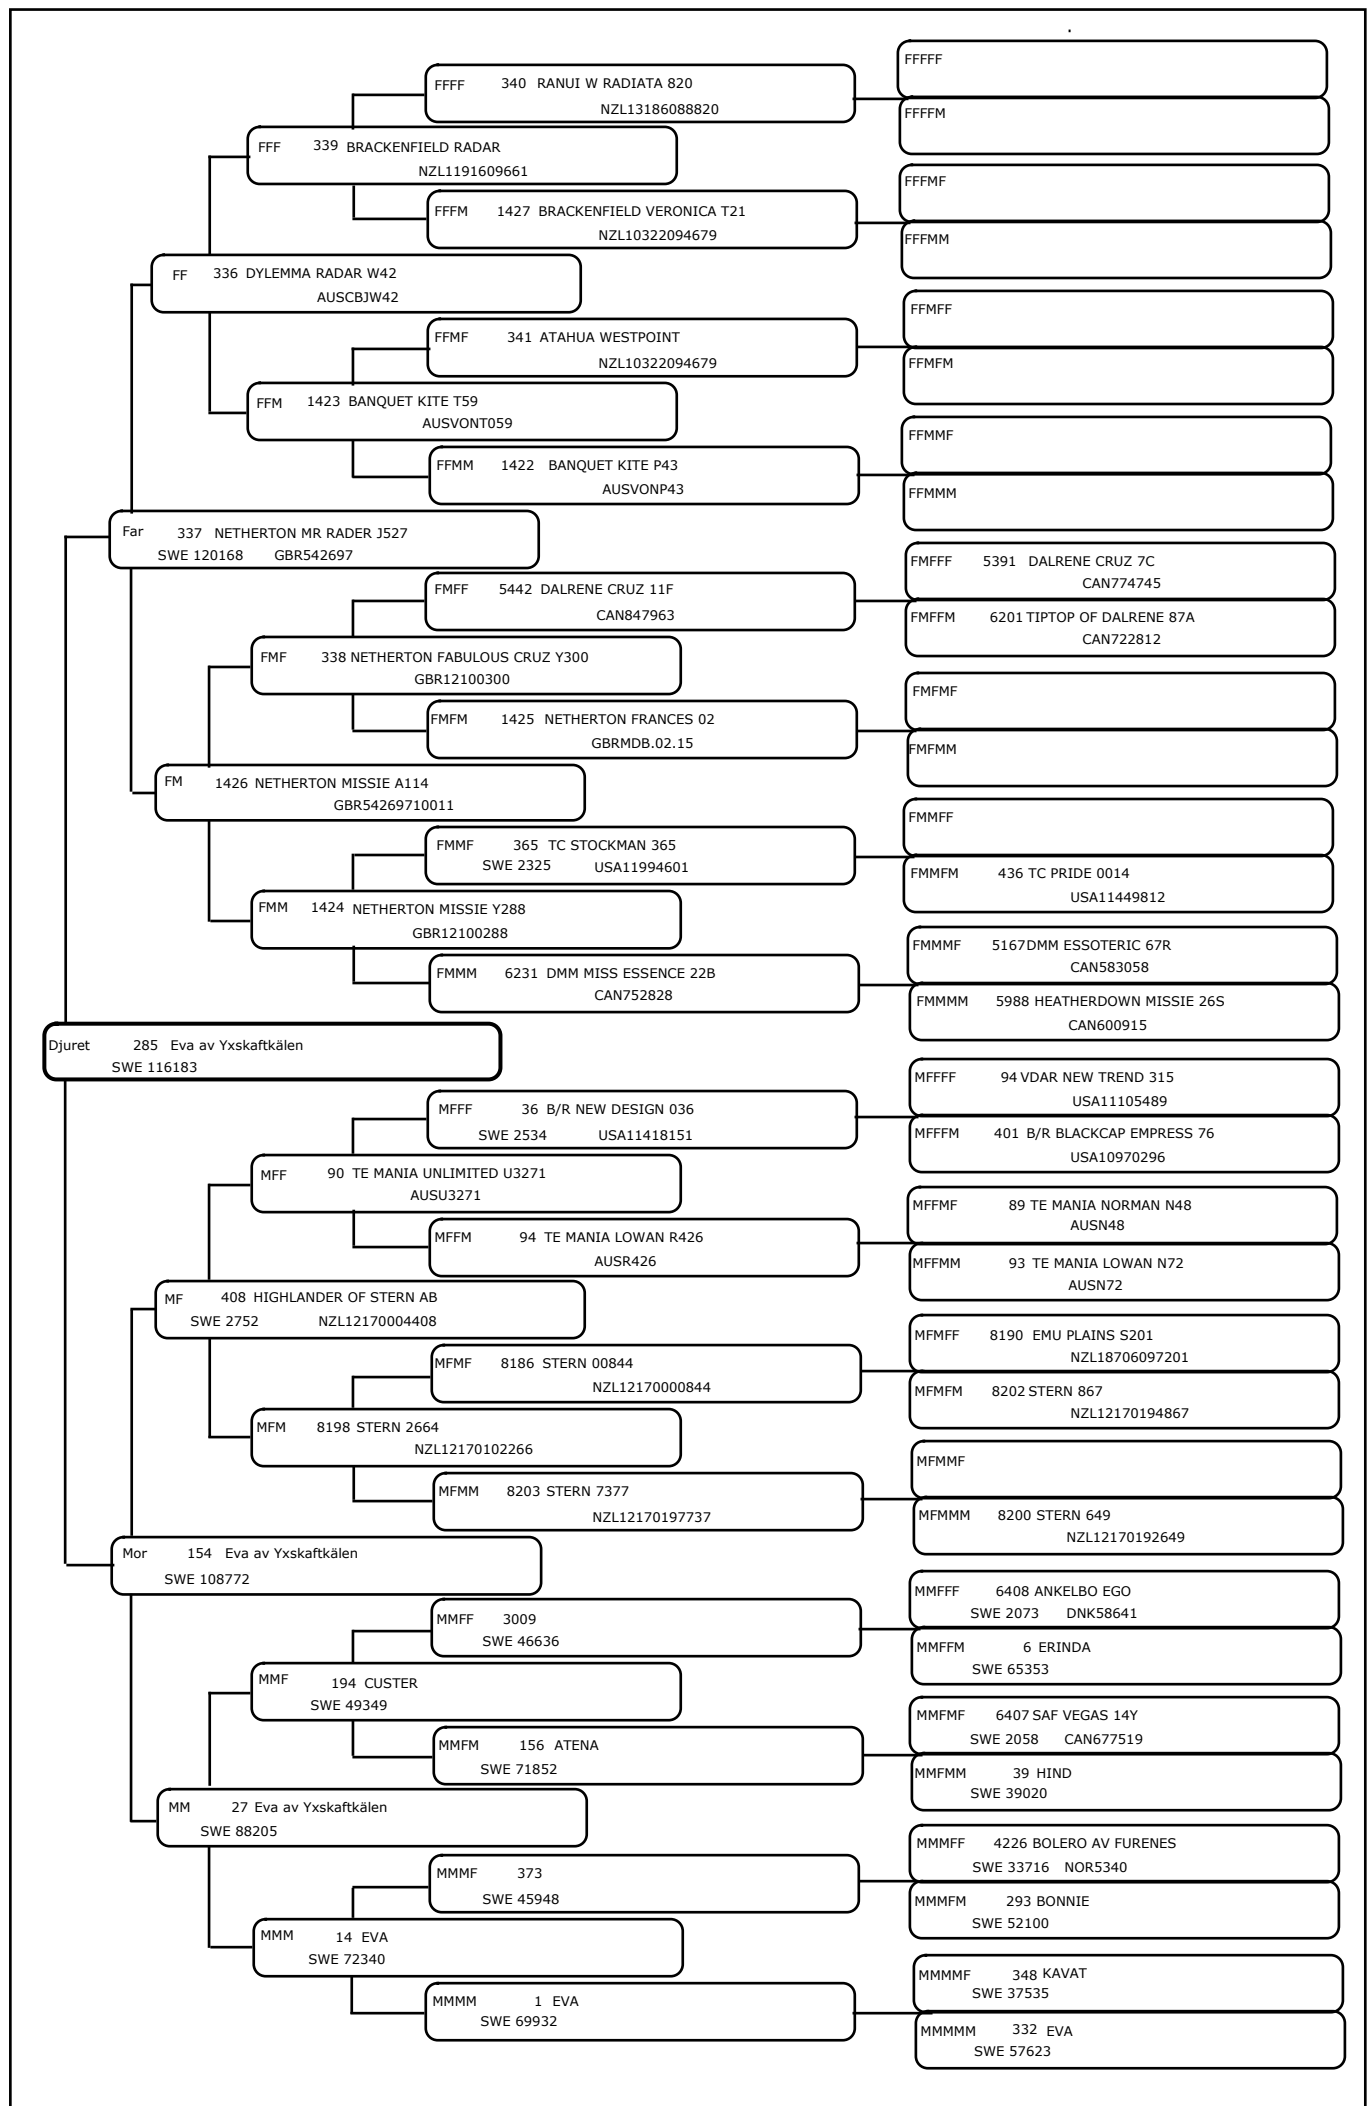 FFFFF
FFFF 340 RANUI W RADIATA 820
NZL13186088820
FFFFM
FFF 339 BRACKENFIELD RADAR
NZL1191609661
FFFMF
FFFM 1427 BRACKENFIELD VERONICA T21
NZL10322094679
FFFMM
FF 336 DYLEMMA RADAR W42
AUSCBJW42
FFMFF
FFMF 341 ATAHUA WESTPOINT
NZL10322094679
FFMFM
FFM 1423 BANQUET KITE T59
AUSVONT059
FFMMF
FFMM 1422 BANQUET KITE P43
AUSVONP43
FFMMM
Far 337 NETHERTON MR RADER J527
SWE 120168 GBR542697
FMFFF 5391 DALRENE CRUZ 7C
CAN774745
FMFF 5442 DALRENE CRUZ 11F
CAN847963
FMFFM 6201 TIPTOP OF DALRENE 87A
CAN722812
FMF 338 NETHERTON FABULOUS CRUZ Y300
GBR12100300
FMFMF
FMFM 1425 NETHERTON FRANCES 02
GBRMDB.02.15
FMFMM
FM 1426 NETHERTON MISSIE A114
GBR54269710011
FMMFF
FMMF 365 TC STOCKMAN 365
SWE 2325 USA11994601
FMMFM 436 TC PRIDE 0014
USA11449812
FMM 1424 NETHERTON MISSIE Y288
GBR12100288
FMMMF 5167 DMM ESSOTERIC 67R
CAN583058
FMMM 6231 DMM MISS ESSENCE 22B
CAN752828
FMMMM 5988 HEATHERDOWN MISSIE 26S
CAN600915
Djuret 285 Eva av Yxskaftkälen
SWE 116183
MFFFF 94 VDAR NEW TREND 315
USA11105489
MFFF 36 B/R NEW DESIGN 036
SWE 2534 USA11418151
MFFFM 401 B/R BLACKCAP EMPRESS 76
USA10970296
MFF 90 TE MANIA UNLIMITED U3271
AUSU3271
MFFMF 89 TE MANIA NORMAN N48
AUSN48
MFFM 94 TE MANIA LOWAN R426
AUSR426
MFFMM 93 TE MANIA LOWAN N72
AUSN72
MF 408 HIGHLANDER OF STERN AB
SWE 2752 NZL12170004408
MFMFF 8190 EMU PLAINS S201
NZL18706097201
MFMF 8186 STERN 00844
NZL12170000844
MFMFM 8202 STERN 867
NZL12170194867
MFM 8198 STERN 2664
NZL12170102266
MFMMF
MFMM 8203 STERN 7377
NZL12170197737
MFMMM 8200 STERN 649
NZL12170192649
Mor 154 Eva av Yxskaftkälen
SWE 108772
MMFFF 6408 ANKELBO EGO
SWE 2073 DNK58641
MMFF 3009
SWE 46636
MMFFM 6 ERINDA
SWE 65353
MMF 194 CUSTER
SWE 49349
MMFMF 6407 SAF VEGAS 14Y
SWE 2058 CAN677519
MMFM 156 ATENA
SWE 71852
MMFMM 39 HIND
SWE 39020
MM 27 Eva av Yxskaftkälen
SWE 88205
MMMFF 4226 BOLERO AV FURENES
SWE 33716 NOR5340
MMMF 373
SWE 45948
MMMFM 293 BONNIE
SWE 52100
MMM 14 EVA
SWE 72340
MMMMF 348 KAVAT
SWE 37535
MMMM 1 EVA
SWE 69932
MMMMM 332 EVA
SWE 57623